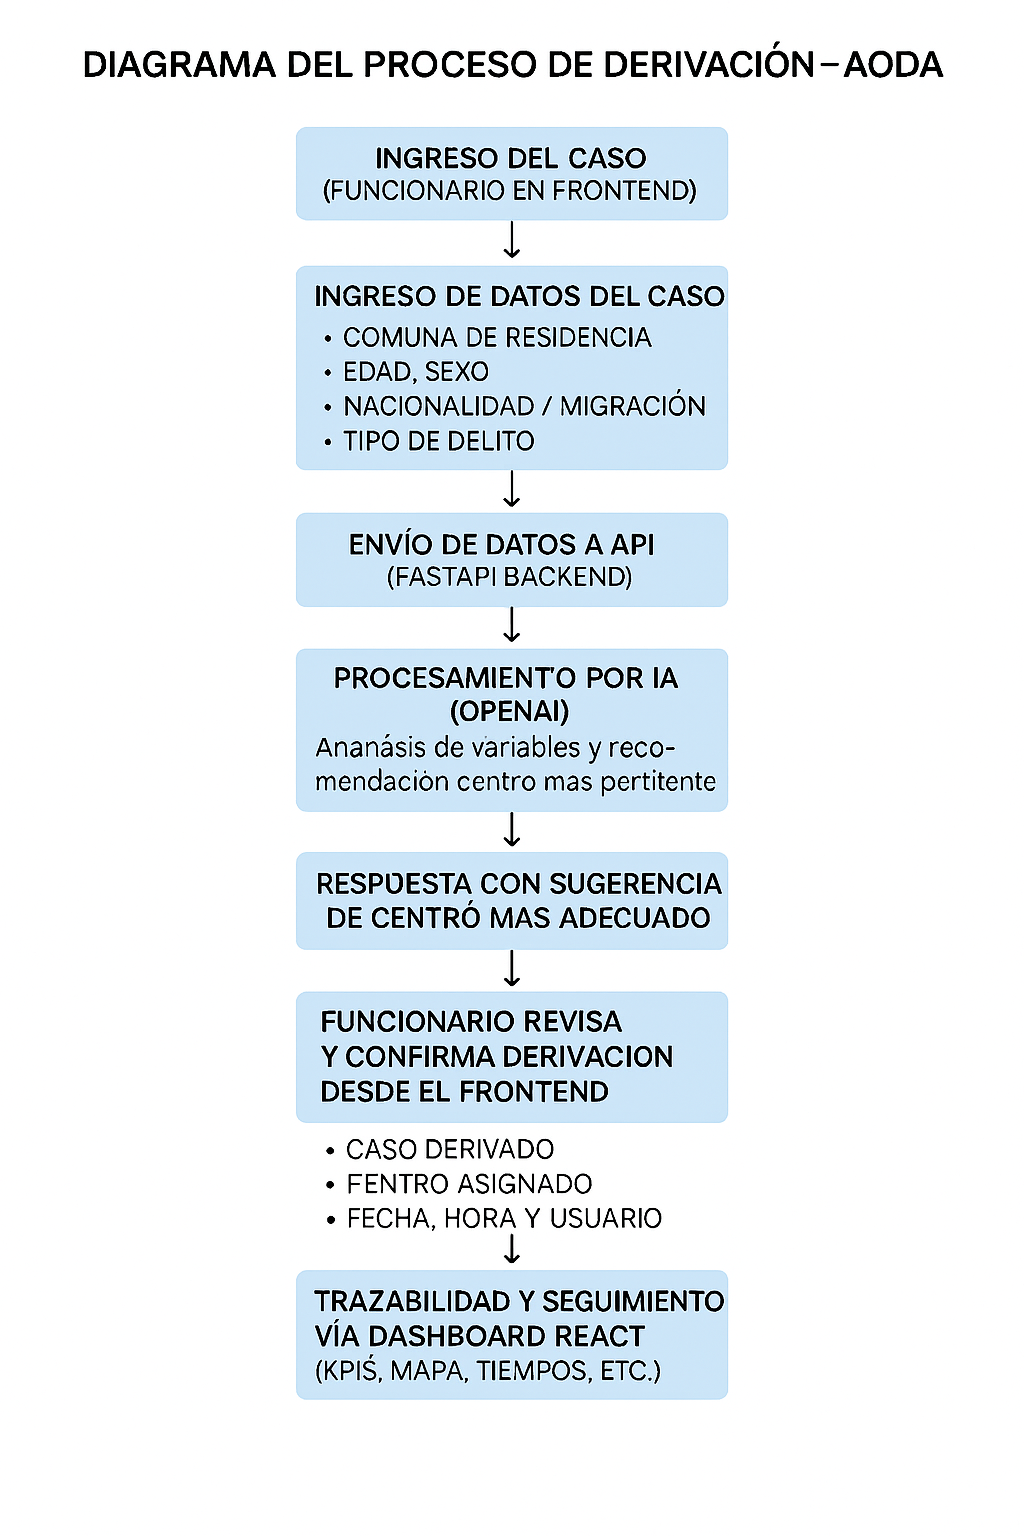 DIAGRAMA DEL PROCESO DE DERIVACIÓN – AODA
INGRESO DEL CASO
(FUNCIONARIO EN FRONTEND)
INGRESO DE DATOS DEL CASO
• COMUNA DE RESIDENCIA
• EDAD, SEXO
• NACIONALIDAD / MIGRACIÓN
• TIPO DE DELITO
ENVÍO DE DATOS A API
(FASTAPI BACKEND)
PROCESAMIENTO POR IA
(OPENAI)
Ananásis de variables y reco-
mendación centro mas pertitente
RESPUESTA CON SUGERENCIA
DE CENTRÓ MAS ADECUADO
FUNCIONARIO REVISA
Y CONFIRMA DERIVACION
DESDE EL FRONTEND
• CASO DERIVADO
• FENTRO ASIGNADO
• FECHA, HORA Y USUARIO
TRAZABILIDAD Y SEGUIMIENTO
VÍA DASHBOARD REACT
(KPIŚ, MAPA, TIEMPOS, ETC.)